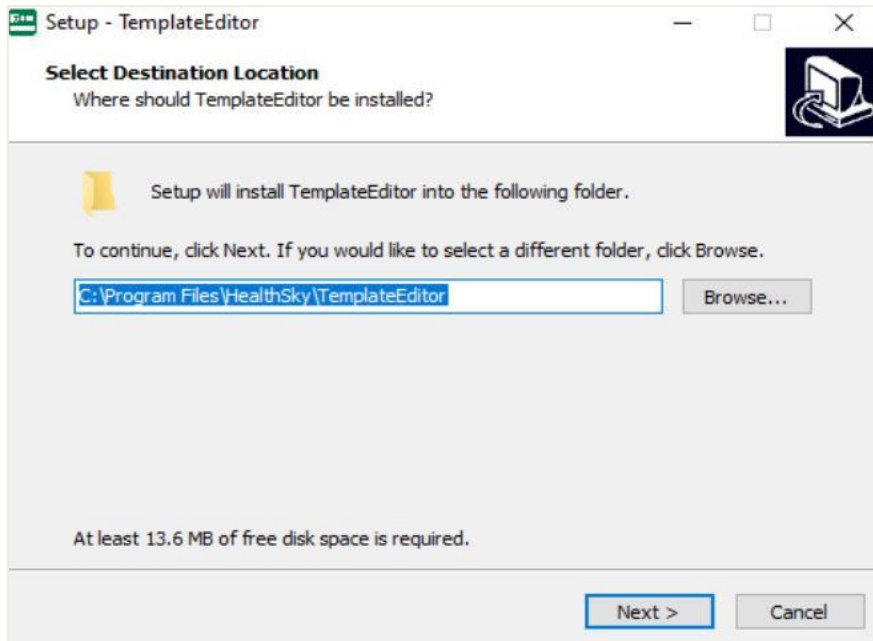 Setup - TemplateEditor
Select Destination Location
Where should TemplateEditor be installed?
Setup will install TemplateEditor into the following folder.
To continue, click Next. If you would like to select a different folder, click Browse.
C:\Program Files\HealthSky\TemplateEditor
Browse...
At least 13.6 MB of free disk space is required.
Next >
Cancel